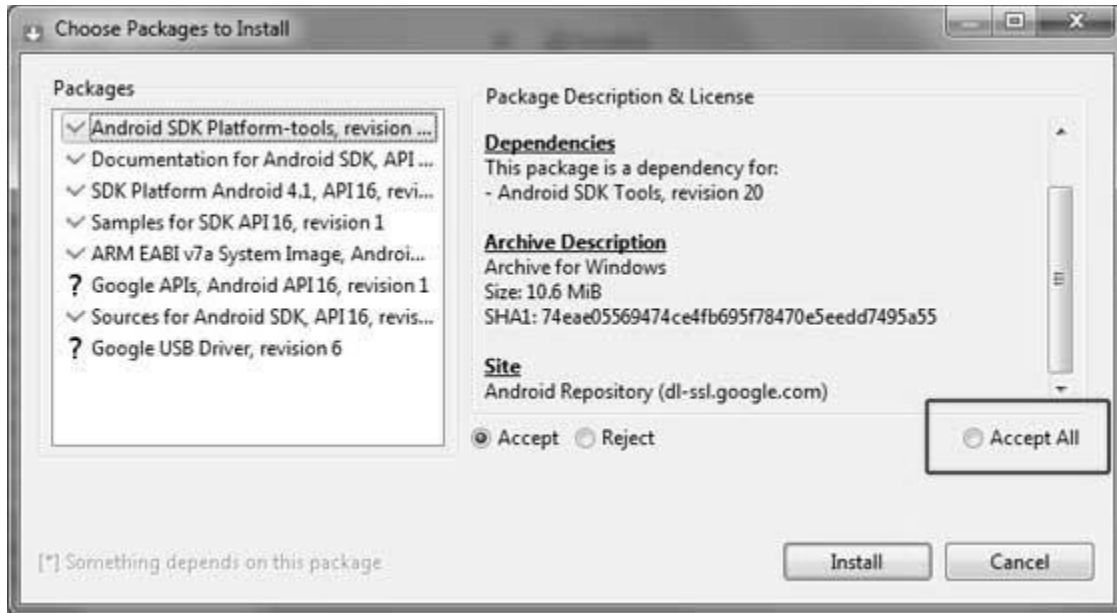 Choose Packages to Install
Packages
Android SDK Platform-tools, revision ...
Documentation for Android SDK, API ...
SDK Platform Android 4.1, API 16, revi...
Samples for SDK API 16, revision 1
ARM EABI v7a System Image, Androi...
? Google APIs, Android API 16, revision 1
Sources for Android SDK, API 16, revis...
? Google USB Driver, revision 6
Package Description & License
Dependencies
This package is a dependency for:
- Android SDK Tools, revision 20
Archive Description
Archive for Windows
Size: 10.6 MiB
SHA1: 74eae05569474ce4fb695f78470e5eedd7495a55
Site
Android Repository (dl-ssl.google.com)
Accept Reject Accept All
[*] Something depends on this package
Install Cancel